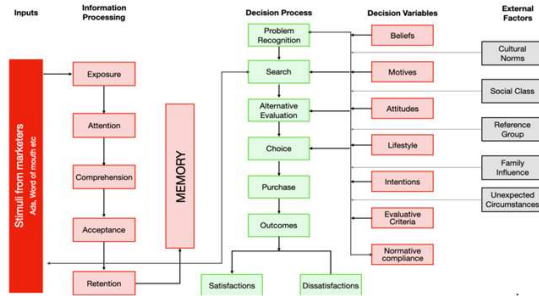 Inputs
Information
Processing
Decision Process
Decision Variables
External
Factors
Stimuli from marketers
Ads, Word of mouth etc
Exposure
Attention
Comprehension
Acceptance
Retention
MEMORY
Problem
Recognition
Search
Alternative
Evaluation
Choice
Purchase
Outcomes
Satisfactions
Dissatisfactions
Beliefs
Motives
Attitudes
Lifestyle
Intentions
Evaluative
Criteria
Normative
compliance
Cultural
Norms
Social Class
Reference
Group
Family
Influence
Unexpected
Circumstances